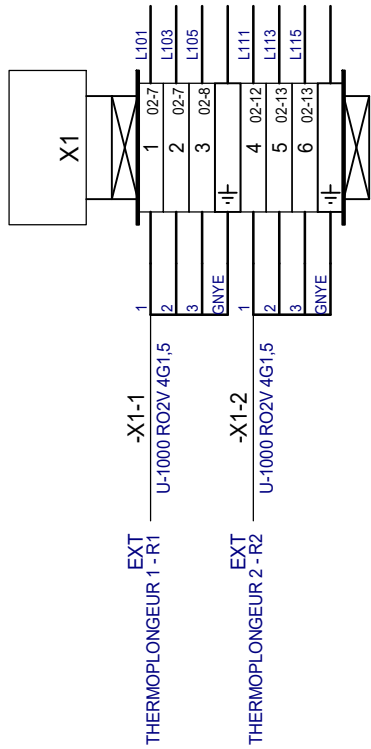 X1
L101
1 02-7
L103
2 02-7
L105
3 02-8
L111
4 02-12
L113
5 02-13
L115
6 02-13
1
2
3
GNYE
-X1-1
U-1000 RO2V 4G1,5
EXT
THERMOPLONGEUR 1 - R1
1
2
3
GNYE
-X1-2
U-1000 RO2V 4G1,5
EXT
THERMOPLONGEUR 2 - R2